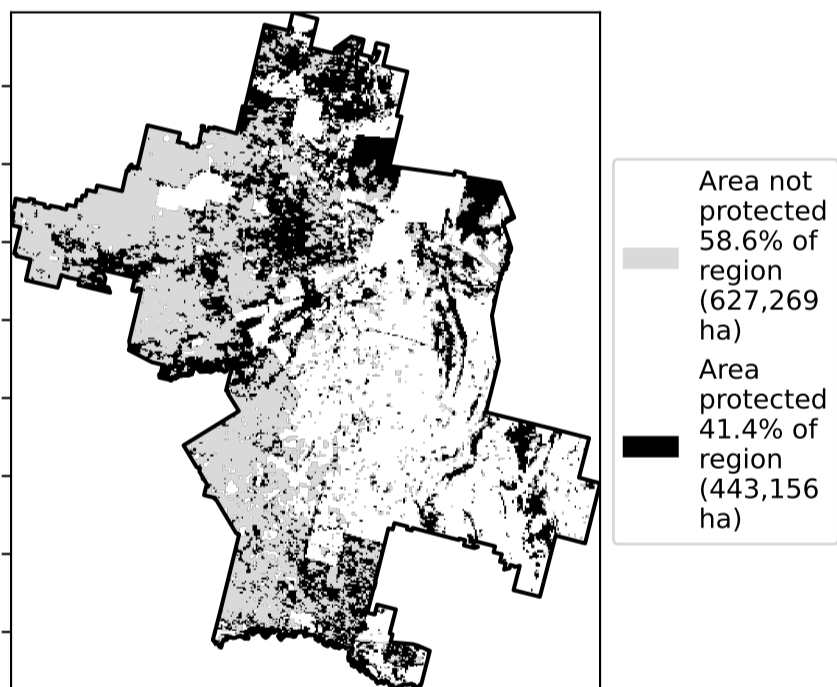 Area not
protected
58.6% of
region
(627,269
ha)
Area
protected
41.4% of
region
(443,156
ha)